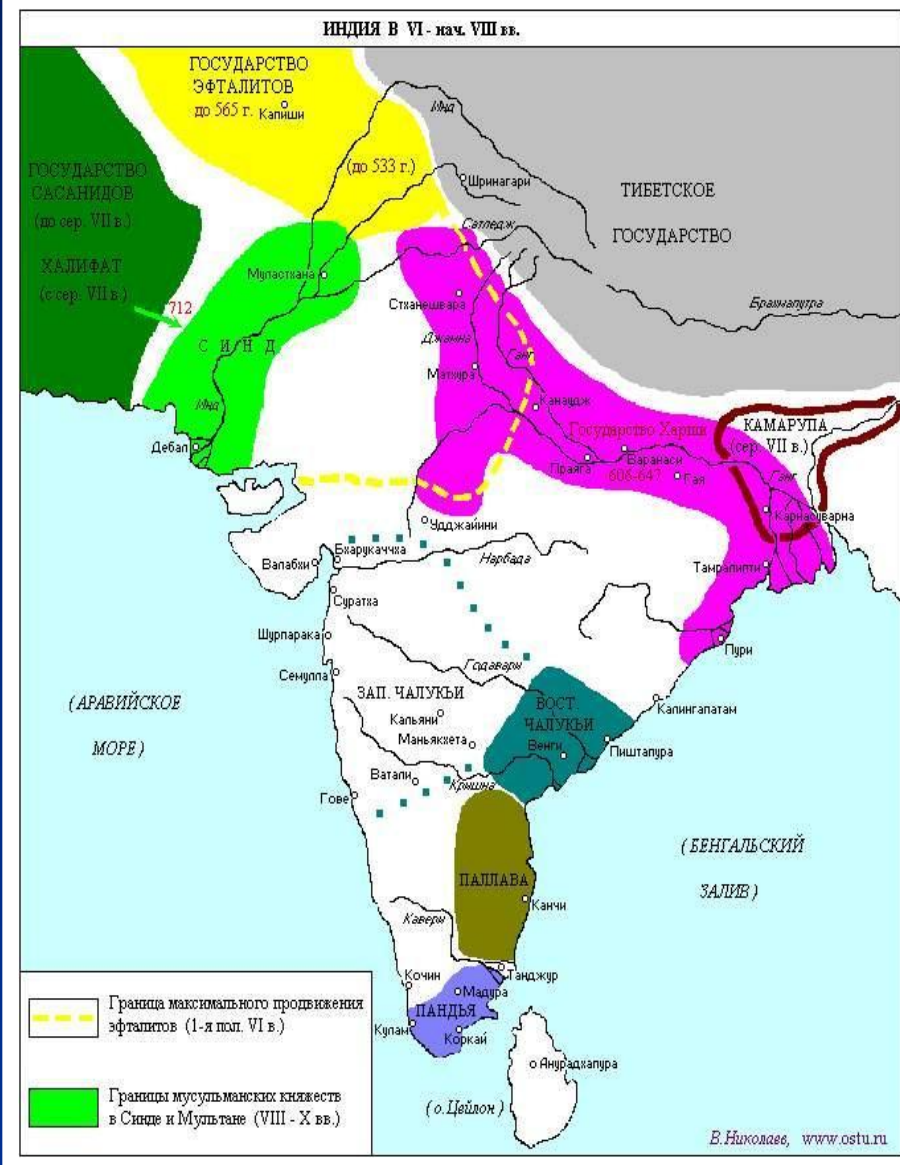 ИНДИЯ В VI - нач. VIII вв.
ГОСУДАРСТВО
ЭФТАЛИТОВ
до 565 г.
Капиши
Инд
(до 533 г.)
ГОСУДАРСТВО
САСАНИДОВ
(до сер. VII в.)
Шринагари
ТИБЕТСКОЕ
ГОСУДАРСТВО
Сатледж
ХАЛИФАТ
(с сер. VII в.)
Муластхана
712
Стханешвара
Брахмапутра
СИНД
Джамна
Ганг
Матхура
Инд
Канаудж
КАМАРУПА
(сер. VII в.)
Государство Харши
Дебал
Варанаси
Праяга
606-647
Гая
Ганг
Карнасуварна
Удджайини
Бхарукаччха
Нарбада
Валабхи
Тамралипти
Суратха
Шурпарака
Пури
Семулла
Годавари
ЗАП. ЧАЛУКЬИ
ВОСТ.
ЧАЛУКЬИ
Калингапатам
(АРАВИЙСКОЕ
МОРЕ)
Кальяни
Маньякхета
Венги
Пиштапура
Ватапи
Кришна
Гове
(БЕНГАЛЬСКИЙ
ЗАЛИВ)
ПАЛЛАВА
Канчи
Кавери
Кочин
Танджур
Мадура
ПАНДЬЯ
Кулам
Коркай
Анурадхапура
(о. Цейлон)
Граница максимального продвижения
эфталитов (1-я пол. VI в.)
Границы мусульманских княжеств
в Синде и Мультане (VIII - X вв.)
В.Николаев, www.ostu.ru